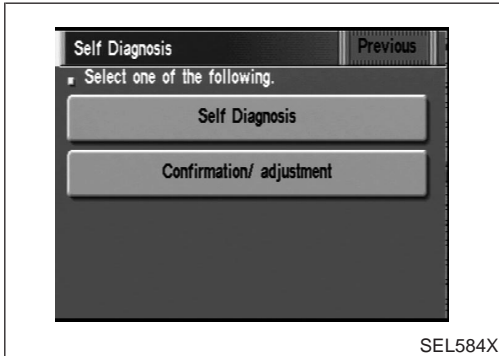 Self Diagnosis
Previous
Select one of the following.
Self Diagnosis
Confirmation/ adjustment
SEL584X